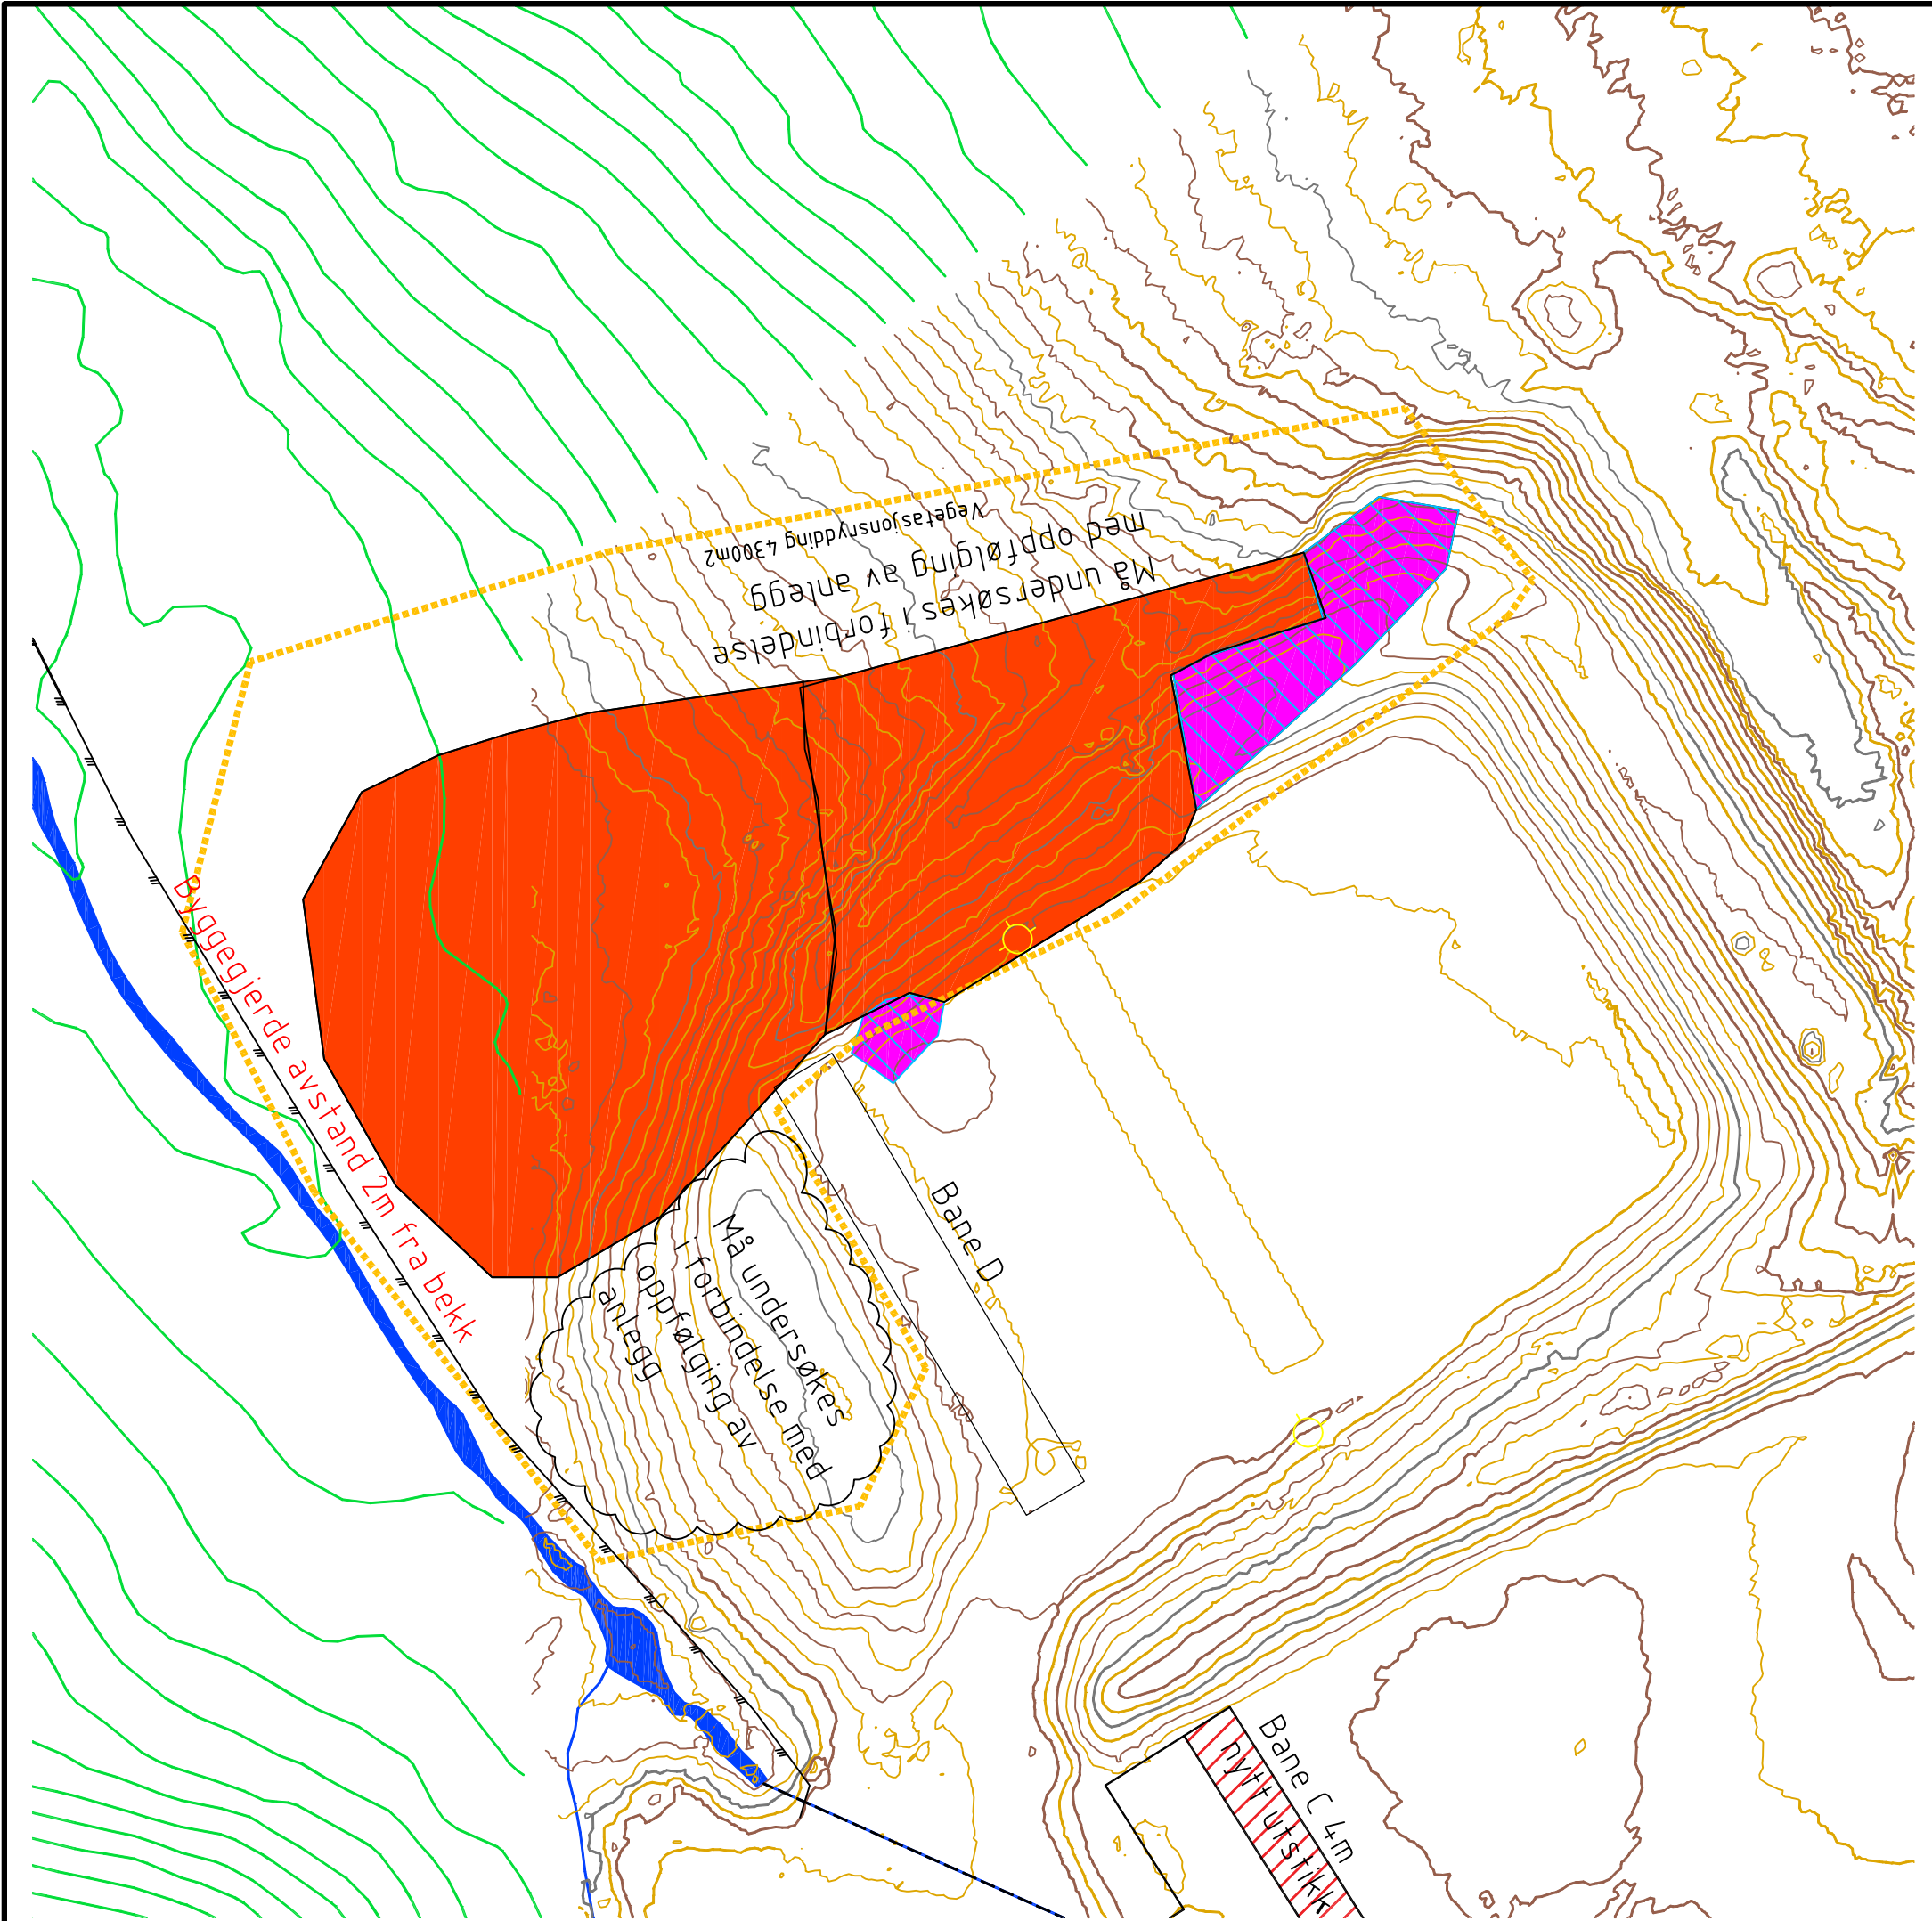 Må undersøkes i forbindelse
med oppfølging av anlegg
Vegetasjonsrydding 4300m2
Byggegjerde avstand 2m fra bekk
Bane D
Må undersøkes
i forbindelse med
oppfølging av
anlegg
Bane C 4m
nytt utstikk